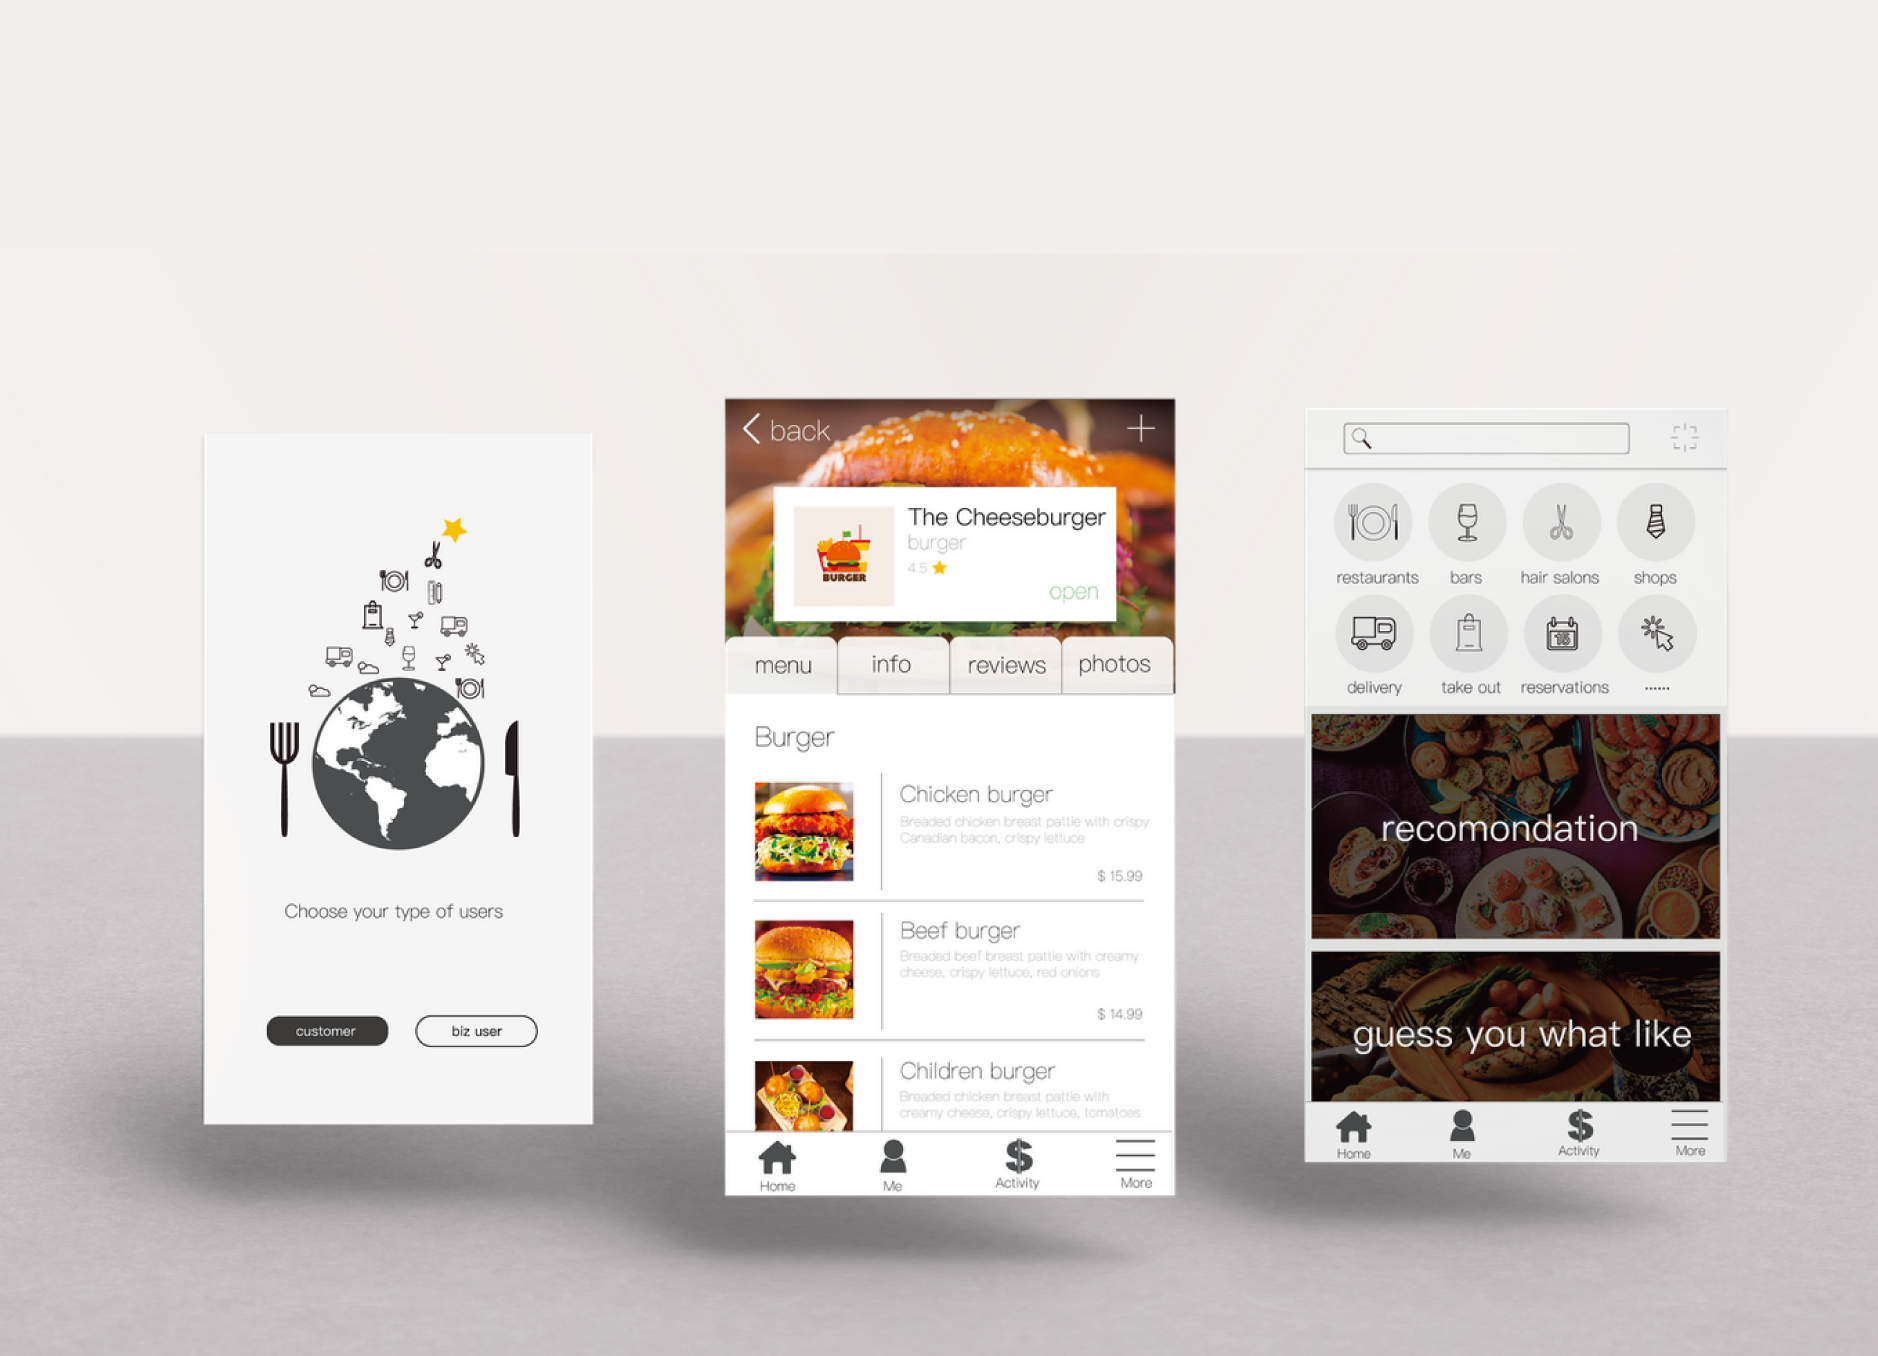 Choose your type of users
customer
biz user
back
BURGER
The Cheeseburger
burger
4.5
open
menu
info
reviews
photos
Burger
Chicken burger
Breaded chicken breast pattie with crispy
Canadian bacon, crispy lettuce
$ 15.99
Beef burger
Breaded beef breast pattie with creamy
cheese, crispy lettuce, red onions
$ 14.99
Children burger
Breaded chicken breast pattie with
creamy cheese, crispy lettuce, tomatoes
Home
Me
Activity
More
restaurants
bars
hair salons
shops
15
delivery
take out
reservations
......
recomondation
guess you what like
Home
Me
Activity
More